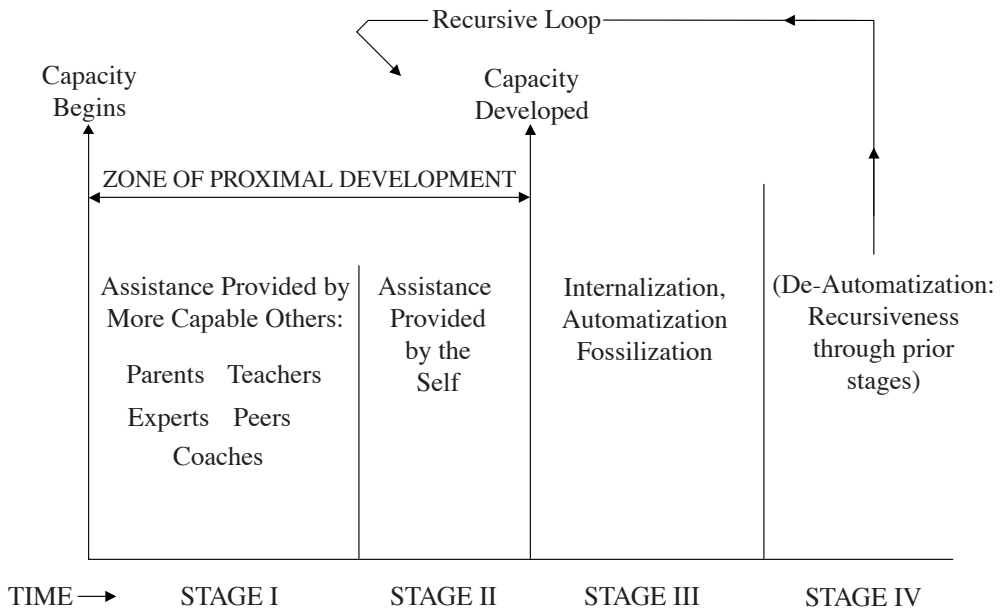 Recursive Loop
Capacity
Begins
Capacity
Developed
ZONE OF PROXIMAL DEVELOPMENT
Assistance Provided by
More Capable Others:
Parents Teachers
Experts Peers
Coaches
Assistance
Provided
by the
Self
Internalization,
Automatization
Fossilization
(De-Automatization:
Recursiveness
through prior
stages)
TIME STAGE I STAGE II STAGE III STAGE IV